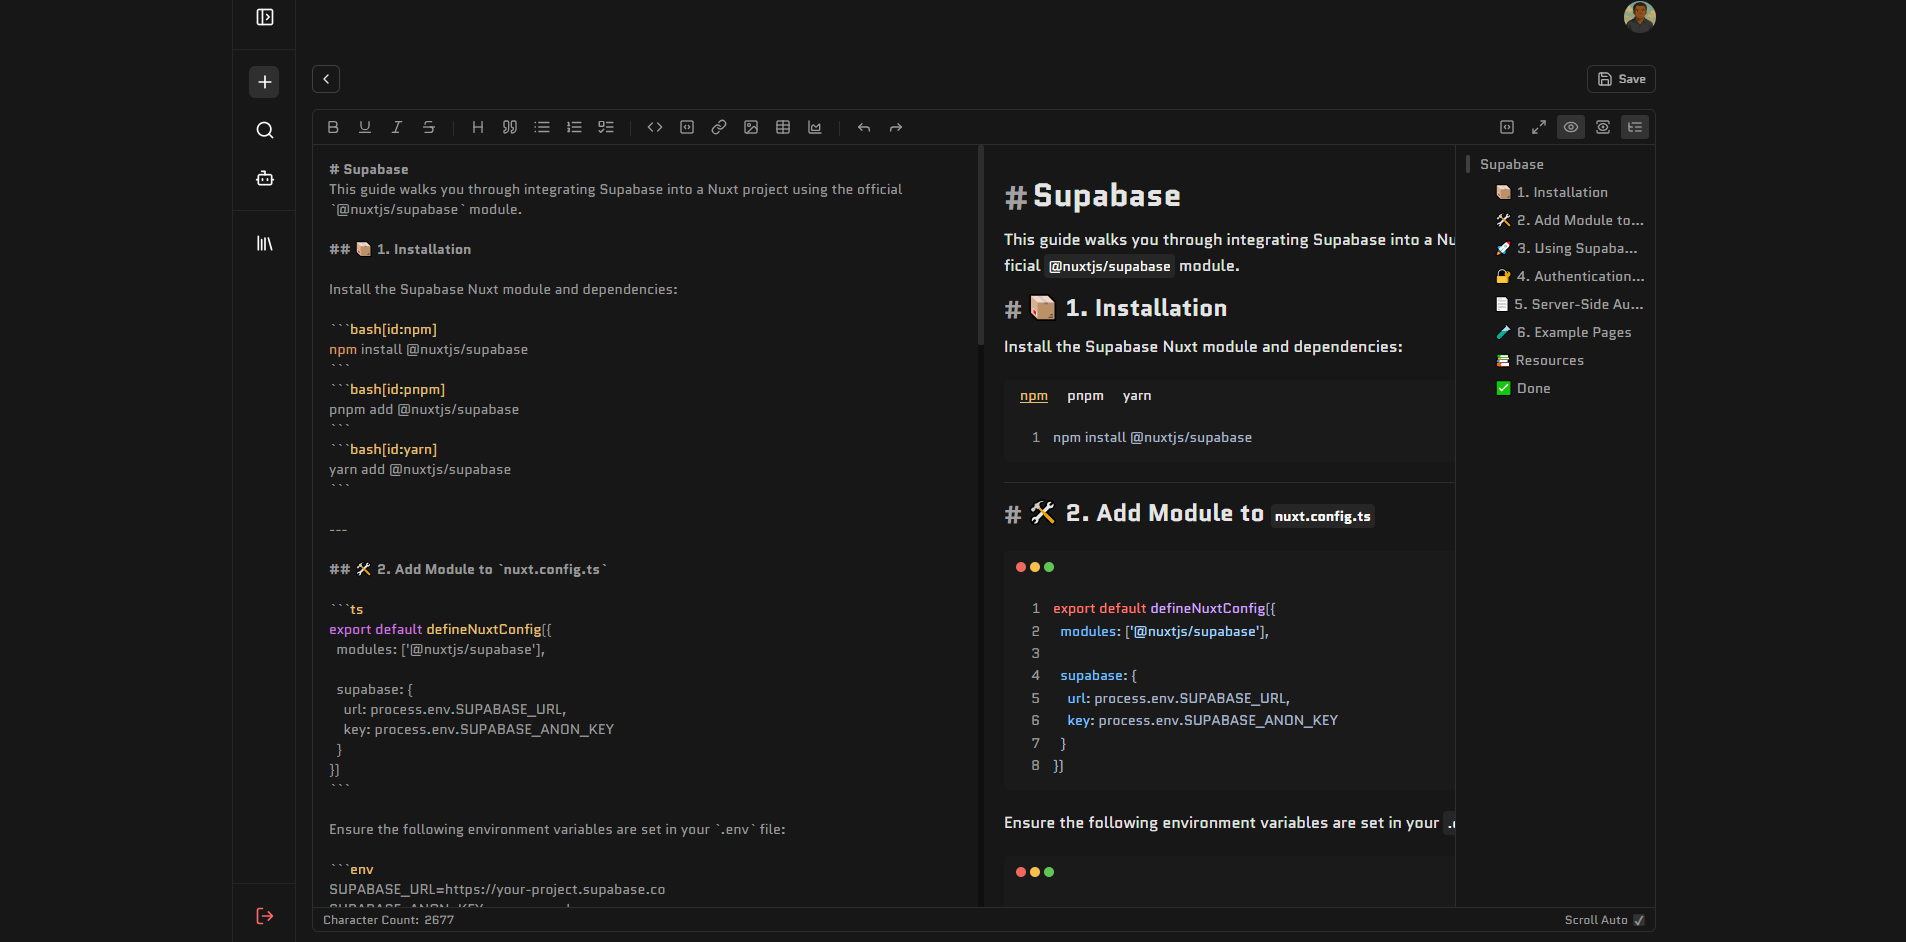 Save
# Supabase
This guide walks you through integrating Supabase into a Nuxt project using the official
`@nuxtjs/supabase` module.
## 📦 1. Installation
Install the Supabase Nuxt module and dependencies:
```bash[id:npm]
npm install @nuxtjs/supabase
```
```bash[id:pnpm]
pnpm add @nuxtjs/supabase
```
```bash[id:yarn]
yarn add @nuxtjs/supabase
```
---
## 🛠 2. Add Module to `nuxt.config.ts`
```ts
export default defineNuxtConfig({
modules: ['@nuxtjs/supabase'],
supabase: {
url: process.env.SUPABASE_URL,
key: process.env.SUPABASE_ANON_KEY
}
})
```
Ensure the following environment variables are set in your `.env` file:
```env
SUPABASE_URL=https://your-project.supabase.co
Character Count: 2677
# Supabase
This guide walks you through integrating Supabase into a Nu
ficial @nuxtjs/supabase module.
# 📦 1. Installation
Install the Supabase Nuxt module and dependencies:
npm pnpm yarn
1 npm install @nuxtjs/supabase
# 🛠 2. Add Module to nuxt.config.ts
1 export default defineNuxtConfig({
2 modules: ['@nuxtjs/supabase'],
3
4 supabase: {
5 url: process.env.SUPABASE_URL,
6 key: process.env.SUPABASE_ANON_KEY
7 }
8 })
Ensure the following environment variables are set in your
Supabase
📦 1. Installation
🛠 2. Add Module to...
🚀 3. Using Supaba...
🔐 4. Authentication...
📄 5. Server-Side Au...
🧪 6. Example Pages
📚 Resources
✅ Done
Scroll Auto